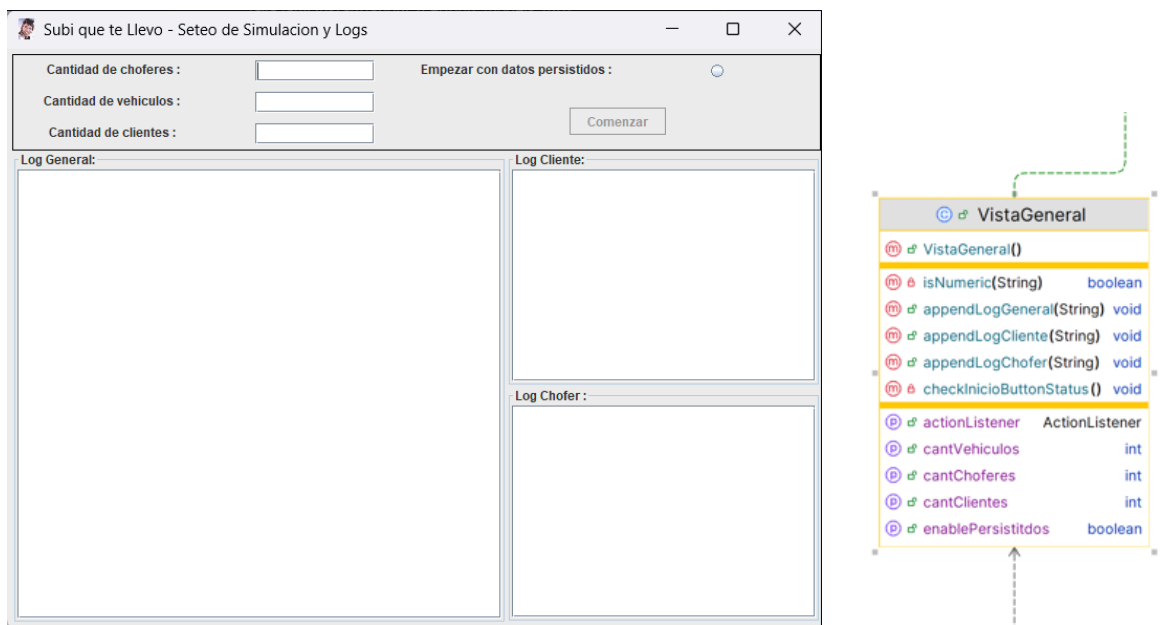 Subi que te Llevo - Seteo de Simulacion y Logs
Cantidad de choferes :
Empezar con datos persistidos :
Cantidad de vehiculos :
Comenzar
Cantidad de clientes :
Log General:
Log Cliente:
Log Chofer :
C VistaGeneral
m VistaGeneral()
m isNumeric(String) boolean
m appendLogGeneral(String) void
m appendLogCliente(String) void
m appendLogChofer(String) void
m checkInicioButtonStatus() void
p actionListener ActionListener
p cantVehiculos int
p cantChoferes int
p cantClientes int
p enablePersistitdos boolean